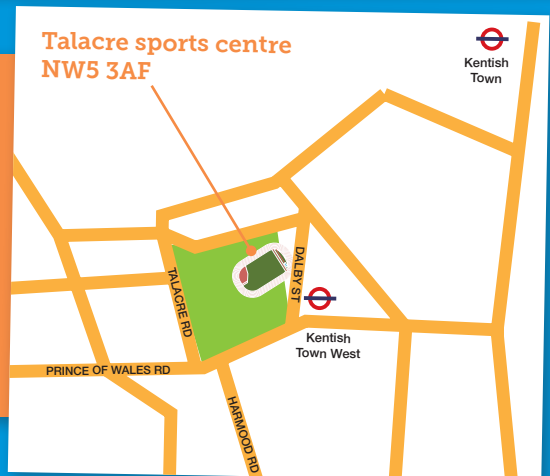 Talacre sports centre
NW5 3AF
Kentish
Town
TALACRE RD
DALBY ST
Kentish
Town West
PRINCE OF WALES RD
HARMOOD RD